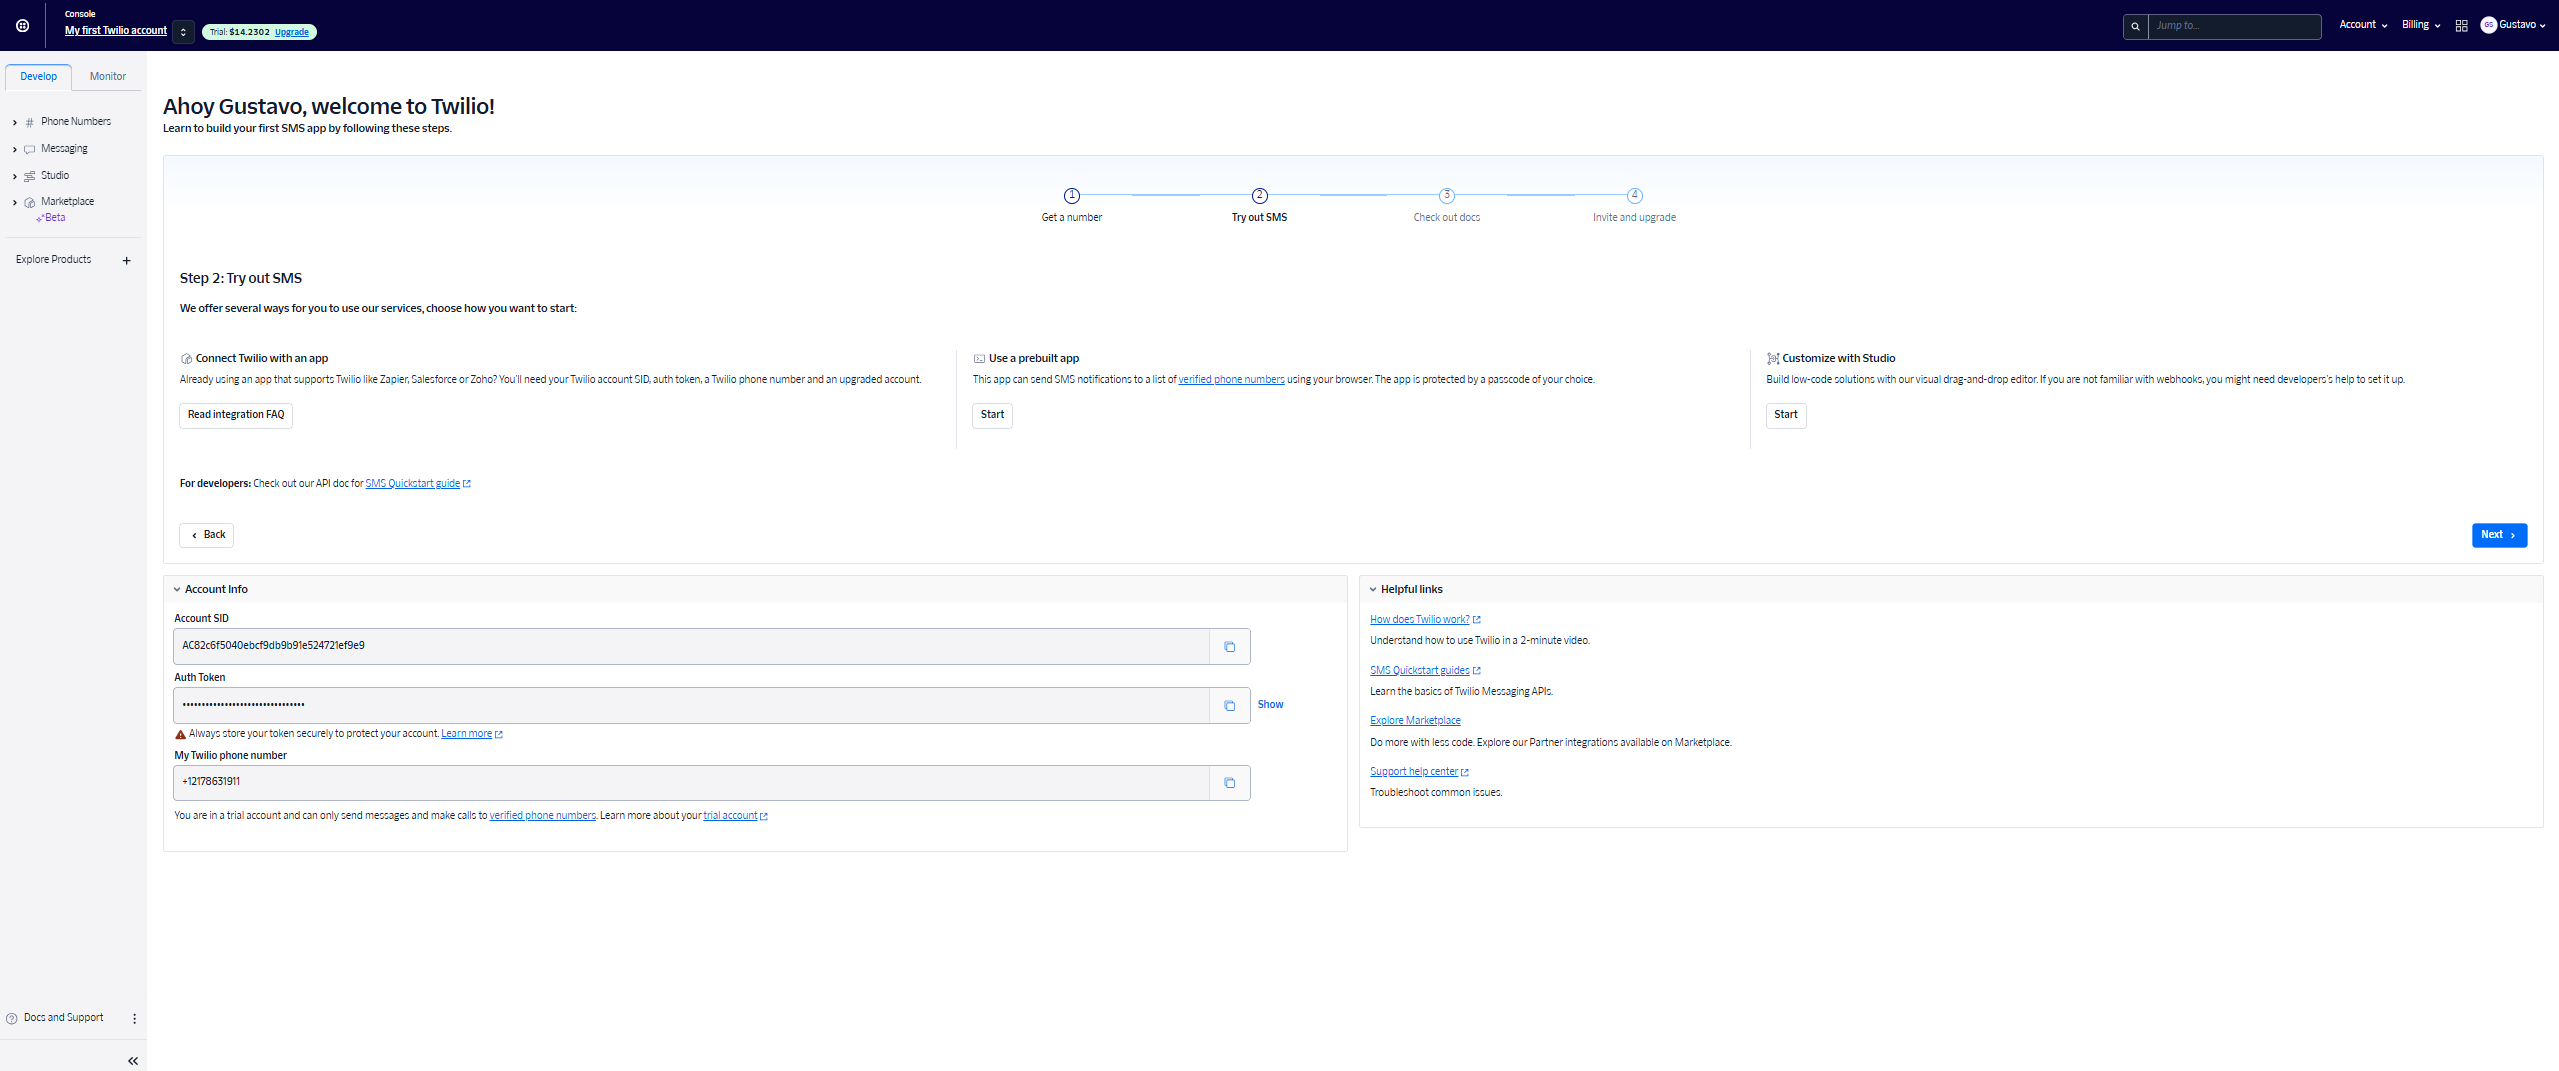 Console
My first Twilio account
Trial: $14.2302 Upgrade
Jump to...
Account
Billing
GS Gustavo
Develop
Monitor
Phone Numbers
Messaging
Studio
Marketplace
Beta
Explore Products
Docs and Support
Ahoy Gustavo, welcome to Twilio!
Learn to build your first SMS app by following these steps.
1
2
3
4
Get a number
Try out SMS
Check out docs
Invite and upgrade
Step 2: Try out SMS
We offer several ways for you to use our services, choose how you want to start:
Connect Twilio with an app
Already using an app that supports Twilio like Zapier, Salesforce or Zoho? You'll need your Twilio account SID, auth token, a Twilio phone number and an upgraded account.
Read integration FAQ
Use a prebuilt app
This app can send SMS notifications to a list of verified phone numbers using your browser. The app is protected by a passcode of your choice.
Start
Customize with Studio
Build low-code solutions with our visual drag-and-drop editor. If you are not familiar with webhooks, you might need developers's help to set it up.
Start
For developers: Check out our API doc for SMS Quickstart guide
Back
Next
Account Info
Account SID
AC82c6f5040ebcf9db9b91e524721ef9e9
Auth Token
••••••••••••••••••••••••••••••••
Show
Always store your token securely to protect your account. Learn more
My Twilio phone number
+12178631911
You are in a trial account and can only send messages and make calls to verified phone numbers. Learn more about your trial account
Helpful links
How does Twilio work?
Understand how to use Twilio in a 2-minute video.
SMS Quickstart guides
Learn the basics of Twilio Messaging APIs.
Explore Marketplace
Do more with less code. Explore our Partner integrations available on Marketplace.
Support help center
Troubleshoot common issues.